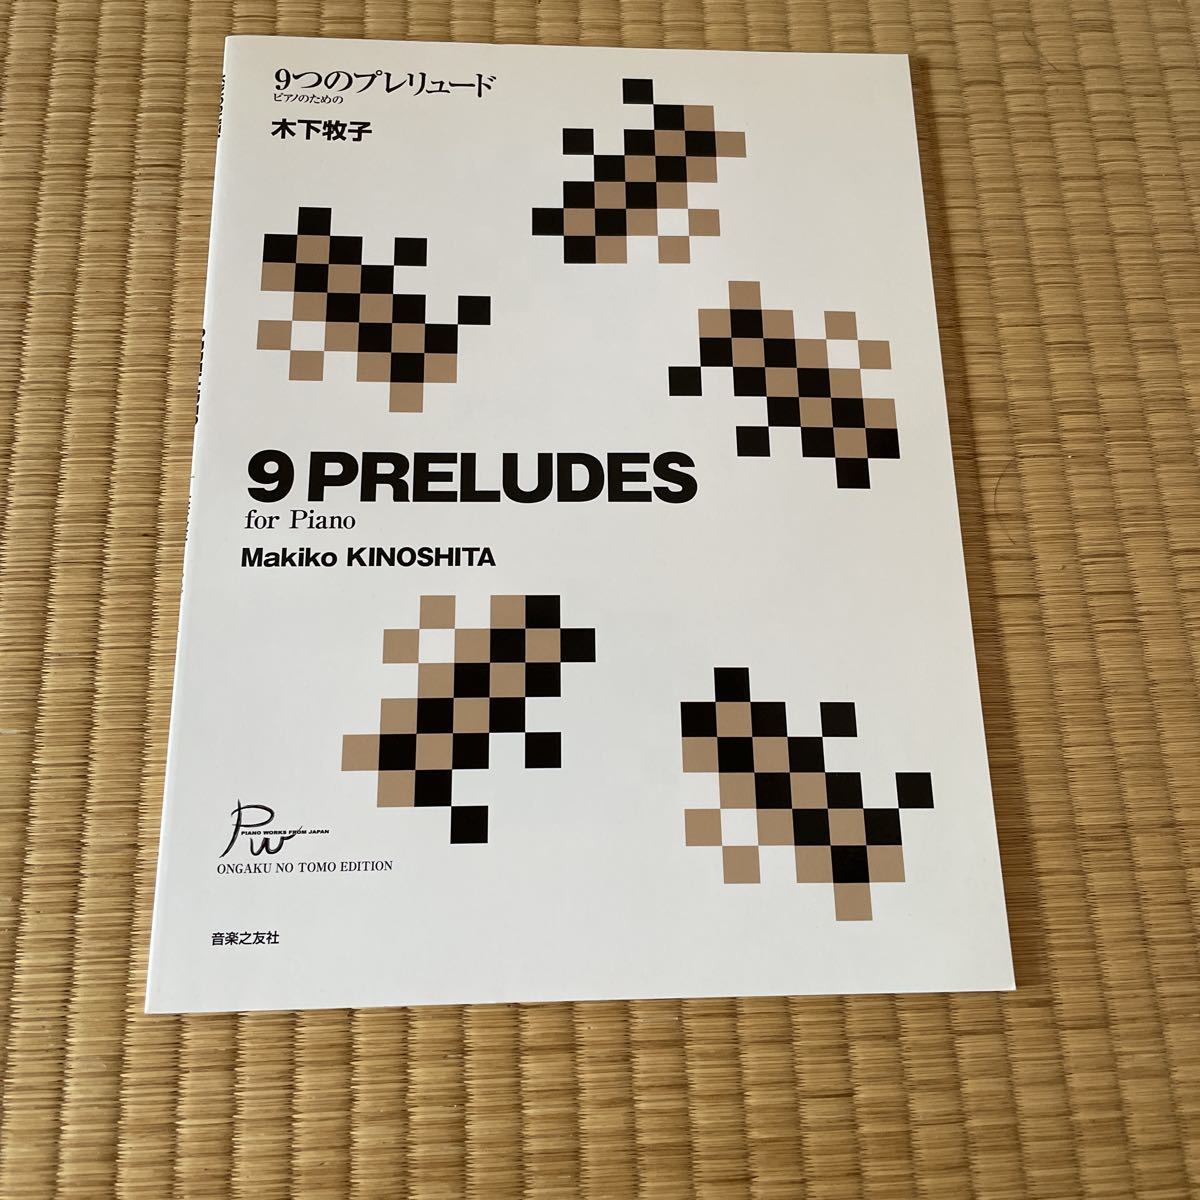 9つのプレリュード
ピアノのための
木下牧子
9 PRELUDES
for Piano
Makiko KINOSHITA
Pw
PIANO WORKS FROM JAPAN
ONGAKU NO TOMO EDITION
音楽之友社